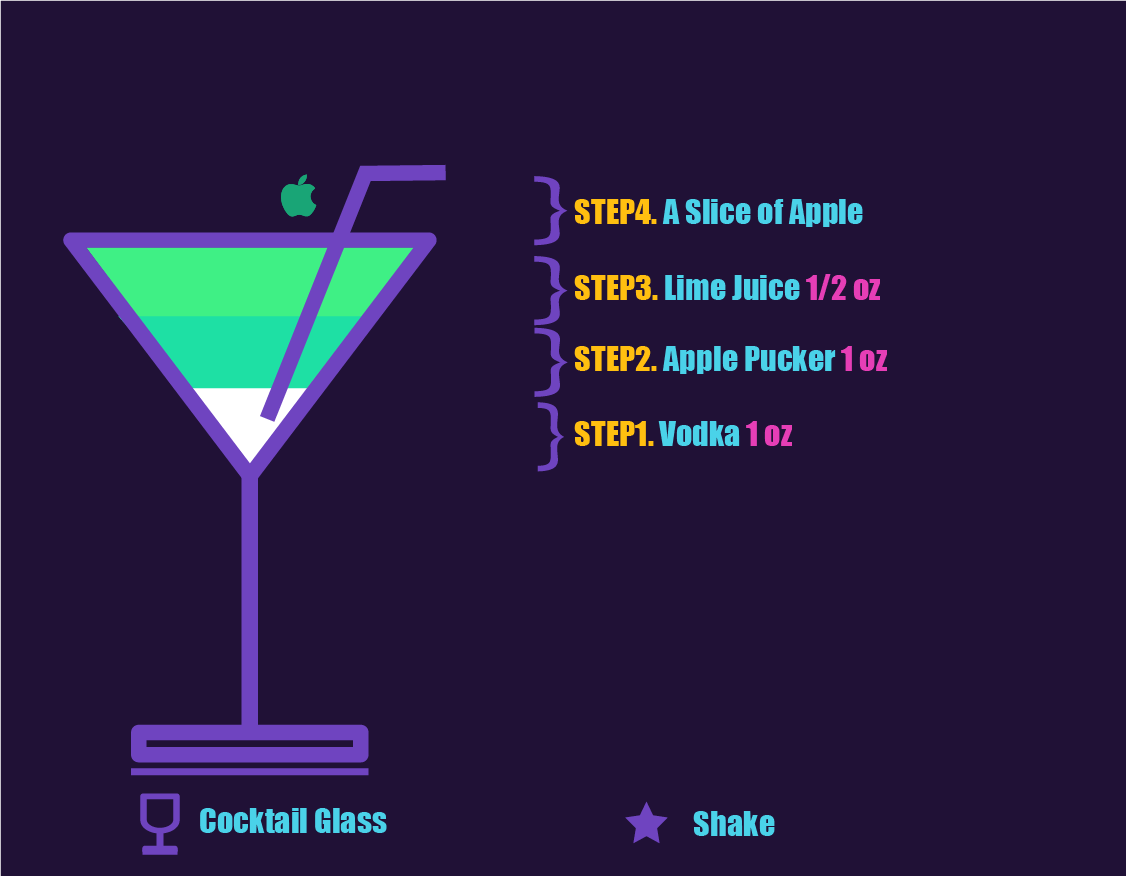 STEP4. A Slice of Apple
STEP3. Lime Juice 1/2 oz
STEP2. Apple Pucker 1 oz
STEP1. Vodka 1 oz
Cocktail Glass
Shake